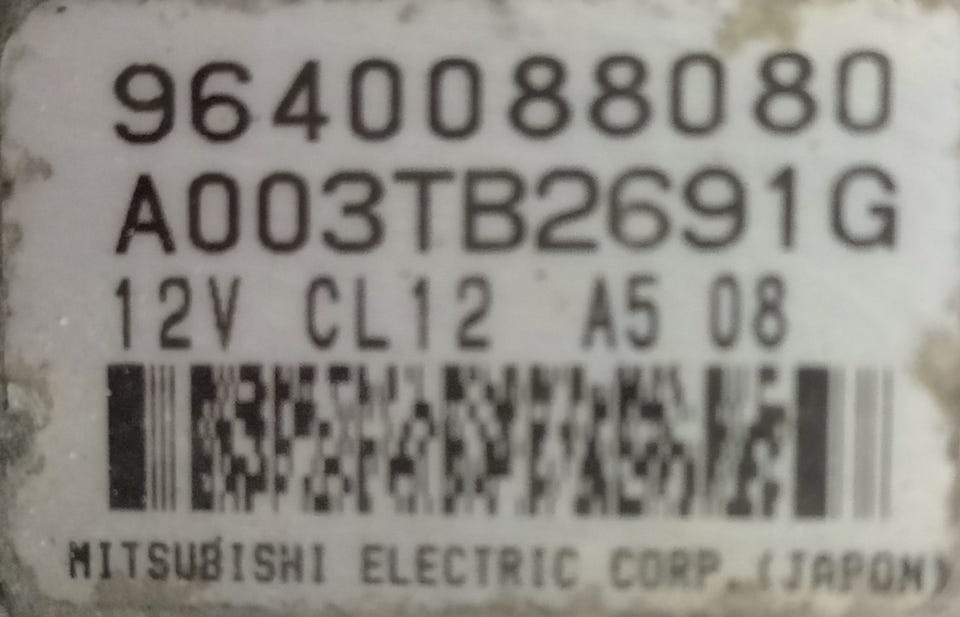 9640088080
A003TB2691G
12V CL12 A5 08
MITSUBISHI ELECTRIC CORP.(JAPON)